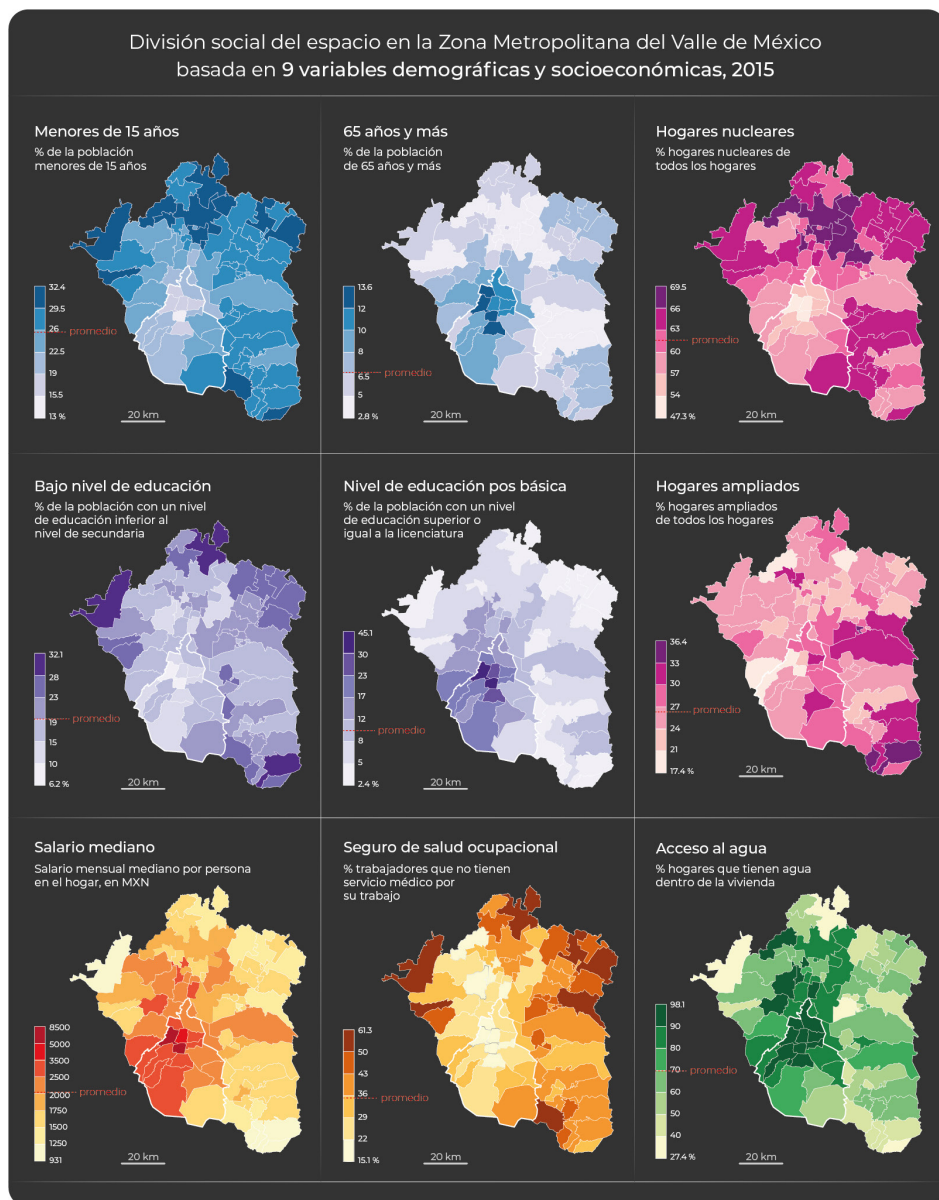 División social del espacio en la Zona Metropolitana del Valle de México
basada en 9 variables demográficas y socioeconómicas, 2015
Menores de 15 años
% de la población
menores de 15 años
32.4
29.5
26
promedio
22.5
19
15.5
13 %
20 km
65 años y más
% de la población
de 65 años y más
13.6
12
10
8
6.5
promedio
5
2.8 %
20 km
Hogares nucleares
% hogares nucleares de
todos los hogares
69.5
66
63
promedio
60
57
54
47.3 %
20 km
Bajo nivel de educación
% de la población con un nivel
de educación inferior al
nivel de secundaria
32.1
28
23
19
promedio
15
10
6.2 %
20 km
Nivel de educación pos básica
% de la población con un nivel
de educación superior o
igual a la licenciatura
45.1
30
23
17
12
promedio
8
5
2.4 %
20 km
Hogares ampliados
% hogares ampliados
de todos los hogares
36.4
33
30
27
promedio
24
21
17.4 %
20 km
Salario mediano
Salario mensual mediano por persona
en el hogar, en MXN
8500
5000
3500
2500
2000
promedio
1750
1500
1250
931
20 km
Seguro de salud ocupacional
% trabajadores que no tienen
servicio médico por
su trabajo
61.3
50
43
36
promedio
29
22
15.1 %
20 km
Acceso al agua
% hogares que tienen agua
dentro de la vivienda
98.1
90
80
70
promedio
60
50
40
27.4 %
20 km